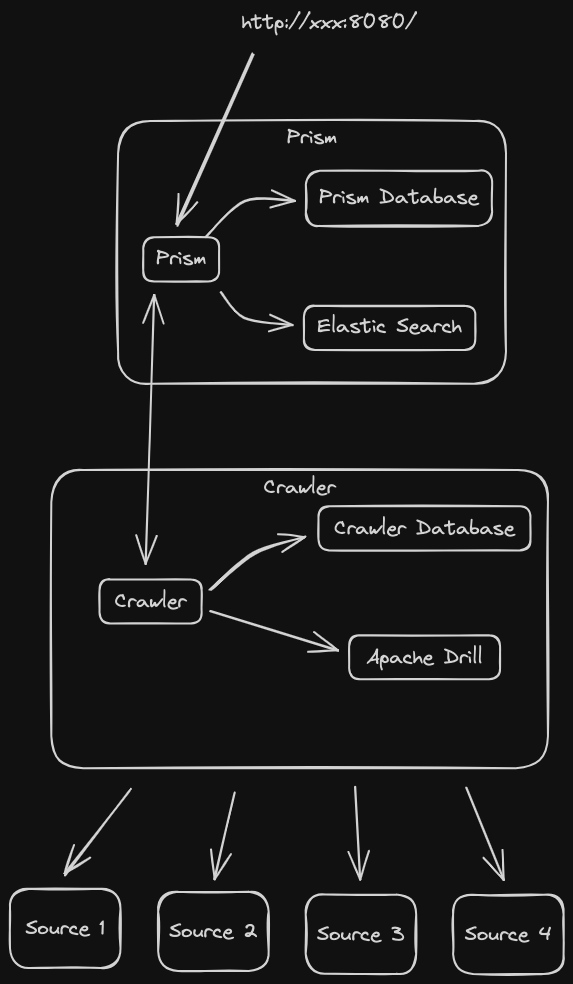 http://xxx:8080/
Prism
Prism Database
Prism
Elastic Search
Crawler
Crawler Database
Crawler
Apache Drill
Source 1
Source 2
Source 3
Source 4